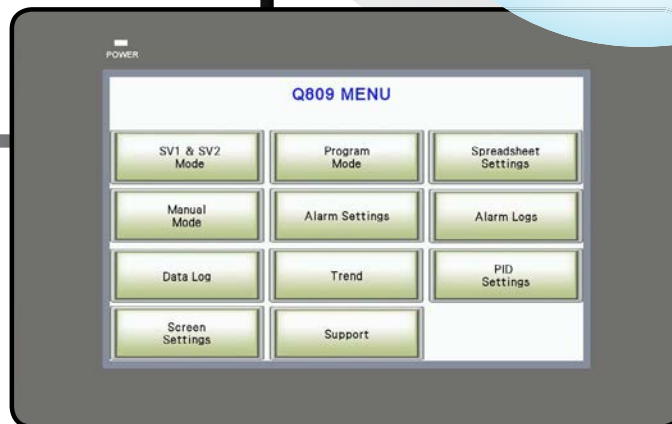 POWER
Q809 MENU
SV1 & SV2
Mode
Program
Mode
Spreadsheet
Settings
Manual
Mode
Alarm Settings
Alarm Logs
Data Log
Trend
PID
Settings
Screen
Settings
Support